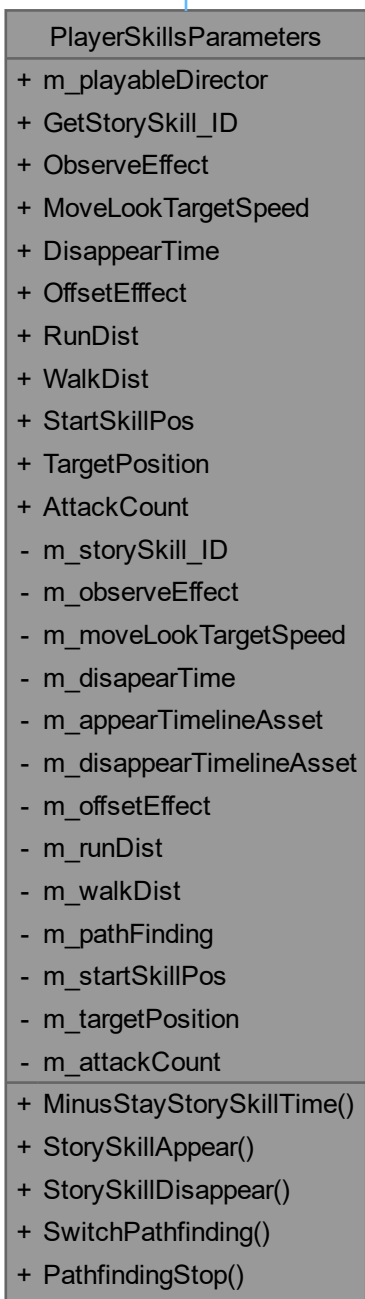 PlayerSkillsParameters
+ m_playableDirector
+ GetStorySkill_ID
+ ObserveEffect
+ MoveLookTargetSpeed
+ DisappearTime
+ OffsetEfffect
+ RunDist
+ WalkDist
+ StartSkillPos
+ TargetPosition
+ AttackCount
- m_storySkill_ID
- m_observeEffect
- m_moveLookTargetSpeed
- m_disapearTime
- m_appearTimelineAsset
- m_disappearTimelineAsset
- m_offsetEffect
- m_runDist
- m_walkDist
- m_pathFinding
- m_startSkillPos
- m_targetPosition
- m_attackCount
+ MinusStayStorySkillTime()
+ StorySkillAppear()
+ StorySkillDisappear()
+ SwitchPathfinding()
+ PathfindingStop()